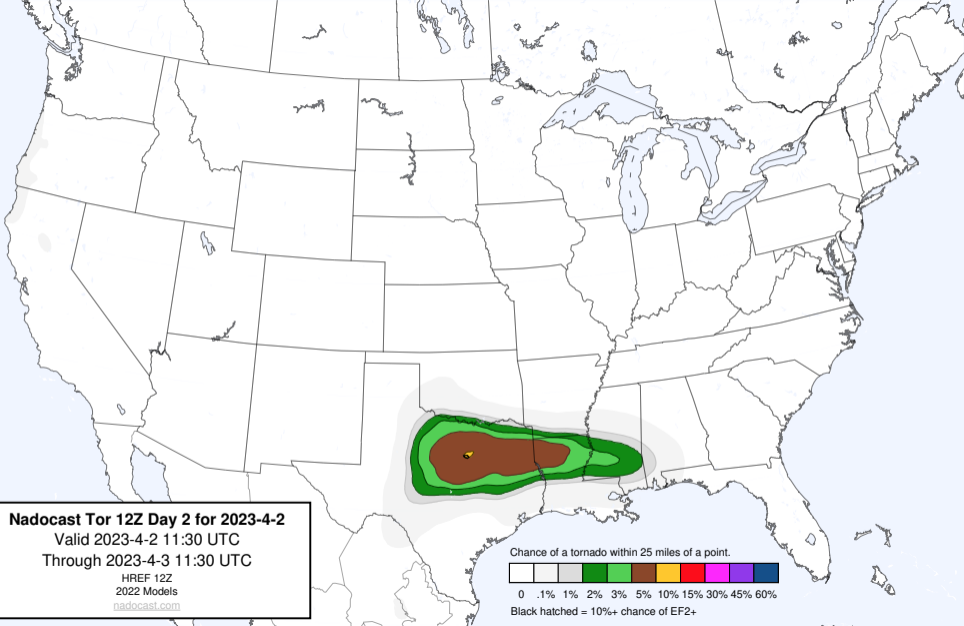 Nadocast Tor 12Z Day 2 for 2023-4-2
Valid 2023-4-2 11:30 UTC
Through 2023-4-3 11:30 UTC
HREF 12Z
2022 Models
nadocast.com
Chance of a tornado within 25 miles of a point.
0 .1% 1% 2% 3% 5% 10% 15% 30% 45% 60%
Black hatched = 10%+ chance of EF2+